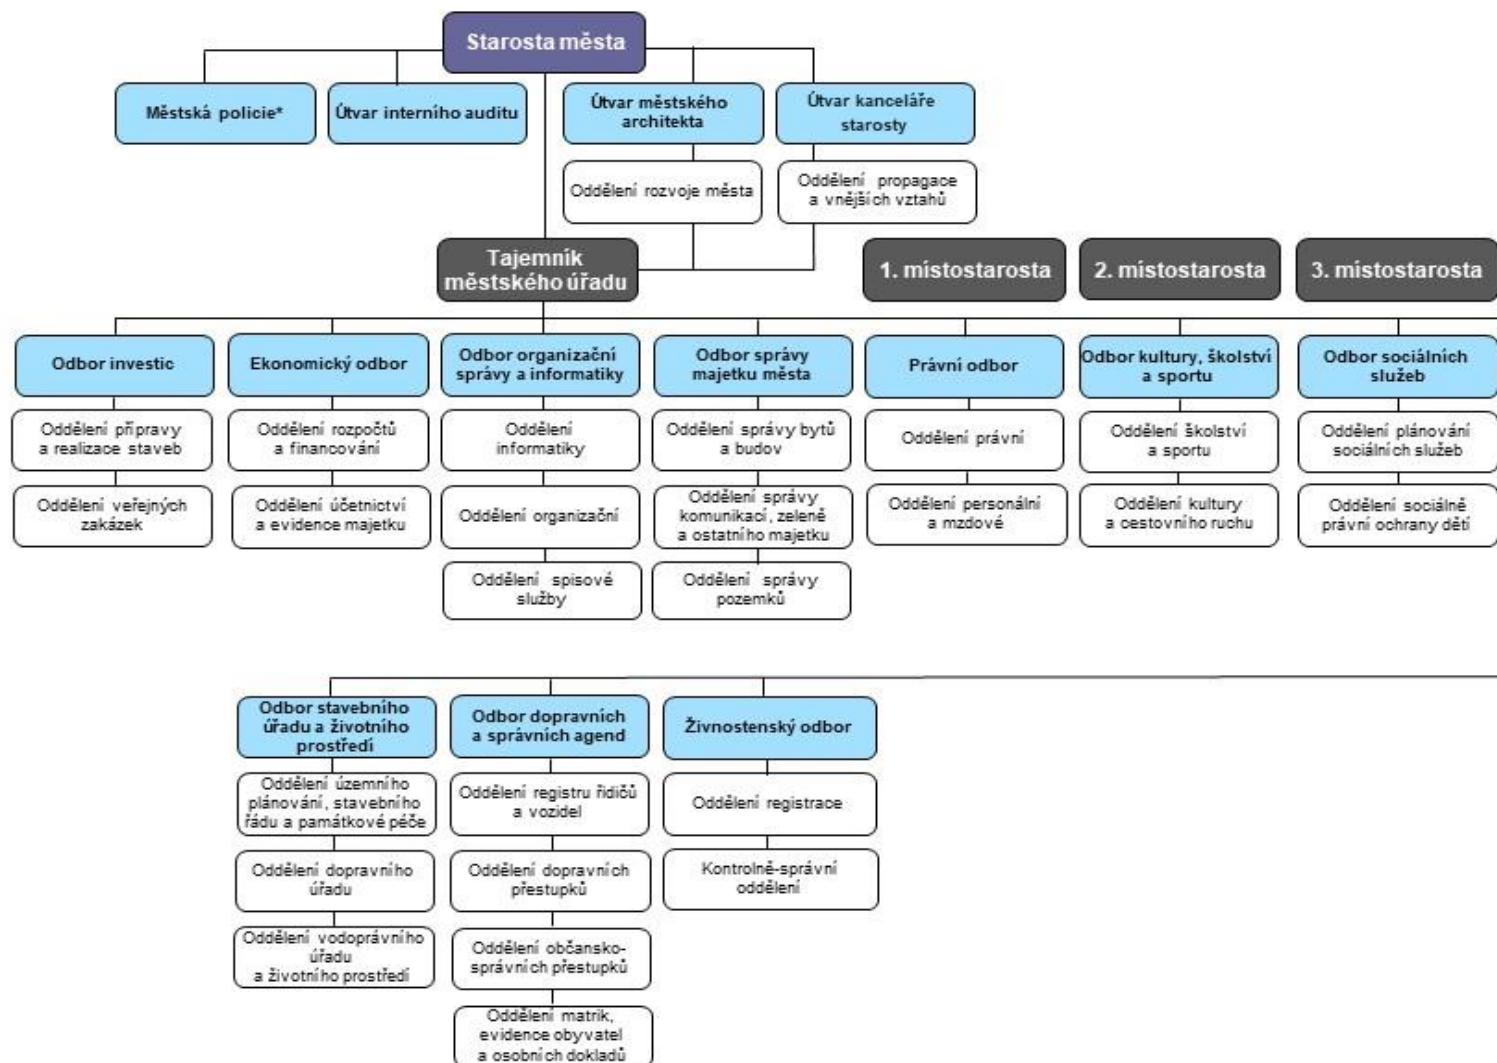 Starosta města
Městská policie*
Útvar interního auditu
Útvar městského
architekta
Útvar kanceláře
starosty
Oddělení rozvoje města
Oddělení propagace
a vnějších vztahů
Tajemník
městského úřadu
1. místostarosta
2. místostarosta
3. místostarosta
Odbor investic
Ekonomický odbor
Odbor organizační
správy a informatiky
Odbor správy
majetku města
Právní odbor
Odbor kultury, školství
a sportu
Odbor sociálních
služeb
Oddělení přípravy
a realizace staveb
Oddělení rozpočtů
a financování
Oddělení
informatiky
Oddělení správy bytů
a budov
Oddělení právní
Oddělení školství
a sportu
Oddělení plánování
sociálních služeb
Oddělení veřejných
zakázek
Oddělení účetnictví
a evidence majetku
Oddělení organizační
Oddělení správy
komunikací, zeleně
a ostatního majetku
Oddělení personální
a mzdové
Oddělení kultury
a cestovního ruchu
Oddělení sociálně
právní ochrany dětí
Oddělení spisové
služby
Oddělení správy
pozemků
Odbor stavebního
úřadu a životního
prostředí
Odbor dopravních
a správních agend
Živnostenský odbor
Oddělení územního
plánování, stavebního
řádu a památkové péče
Oddělení registru řidičů
a vozidel
Oddělení registrace
Oddělení dopravního
úřadu
Oddělení dopravních
přestupků
Kontrolně-správní
oddělení
Oddělení vodoprávního
úřadu
a životního prostředí
Oddělení občansko-
správních přestupků
Oddělení matrik,
evidence obyvatel
a osobních dokladů